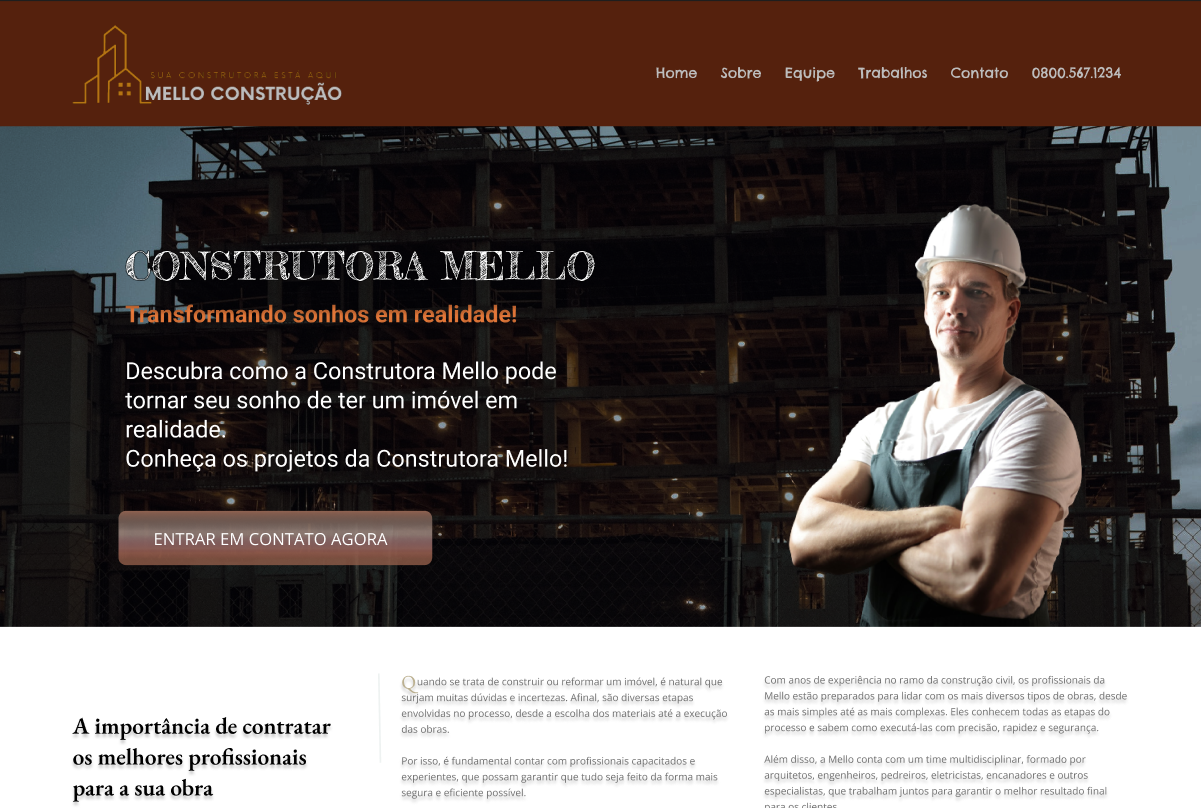 SUA CONSTRUTORA ESTA AQUI
MELLO CONSTRUÇÃO
Home Sobre Equipe Trabalhos Contato 0800.567.1234
CONSTRUTORA MELLO
Transformando sonhos em realidade!
Descubra como a Construtora Mello pode
tornar seu sonho de ter um imóvel em
realidade.
Conheça os projetos da Construtora Mello!
ENTRAR EM CONTATO AGORA
A importância de contratar
os melhores profissionais
para a sua obra
Quando se trata de construir ou reformar um imóvel, é natural que
surjam muitas dúvidas e incertezas. Afinal, são diversas etapas
envolvidas no processo, desde a escolha dos materiais até a execução
das obras.
Por isso, é fundamental contar com profissionais capacitados e
experientes, que possam garantir que tudo seja feito da forma mais
segura e eficiente possível.
Com anos de experiência no ramo da construção civil, os profissionais da
Mello estão preparados para lidar com os mais diversos tipos de obras, desde
as mais simples até as mais complexas. Eles conhecem todas as etapas do
processo e sabem como executá-las com precisão, rapidez e segurança.
Além disso, a Mello conta com um time multidisciplinar, formado por
arquitetos, engenheiros, pedreiros, eletricistas, encanadores e outros
especialistas, que trabalham juntos para garantir o melhor resultado final
para os clientes.